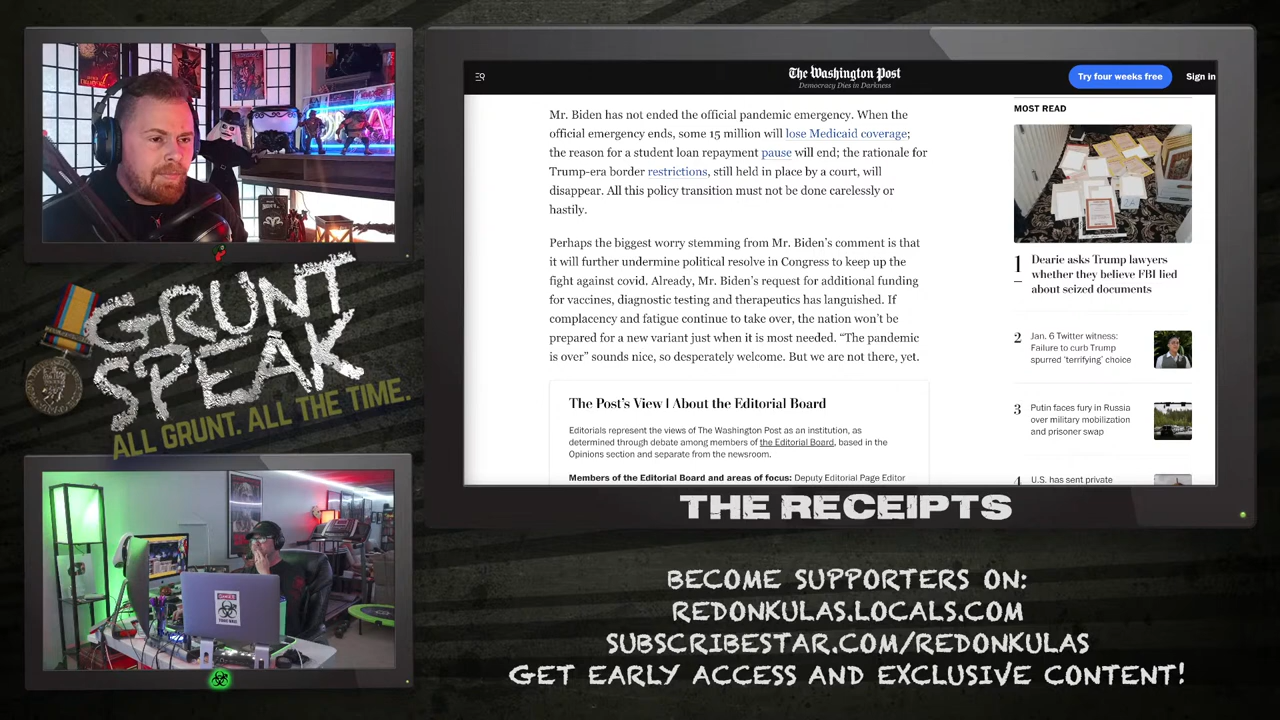 The Washington Post
Democracy Dies in Darkness
Try four weeks free
Sign in
Mr. Biden has not ended the official pandemic emergency. When the
official emergency ends, some 15 million will lose Medicaid coverage;
the reason for a student loan repayment pause will end; the rationale for
Trump-era border restrictions, still held in place by a court, will
disappear. All this policy transition must not be done carelessly or
hastily.
Perhaps the biggest worry stemming from Mr. Biden's comment is that
it will further undermine political resolve in Congress to keep up the
fight against covid. Already, Mr. Biden's request for additional funding
for vaccines, diagnostic testing and therapeutics has languished. If
complacency and fatigue continue to take over, the nation won't be
prepared for a new variant just when it is most needed. “The pandemic
is over” sounds nice, so desperately welcome. But we are not there, yet.
The Post's View | About the Editorial Board
Editorials represent the views of The Washington Post as an institution, as
determined through debate among members of the Editorial Board, based in the
Opinions section and separate from the newsroom.
Members of the Editorial Board and areas of focus: Deputy Editorial Page Editor
MOST READ
1
Dearie asks Trump lawyers
whether they believe FBI lied
about seized documents
2
Jan. 6 Twitter witness:
Failure to curb Trump
spurred 'terrifying' choice
3
Putin faces fury in Russia
over military mobilization
and prisoner swap
4
U.S. has sent private
GRUNT
SPEAK
ALL GRUNT. ALL THE TIME.
THE RECEIPTS
BECOME SUPPORTERS ON:
REDONKULAS.LOCALS.COM
SUBSCRIBESTAR.COM/REDONKULAS
GET EARLY ACCESS AND EXCLUSIVE CONTENT!